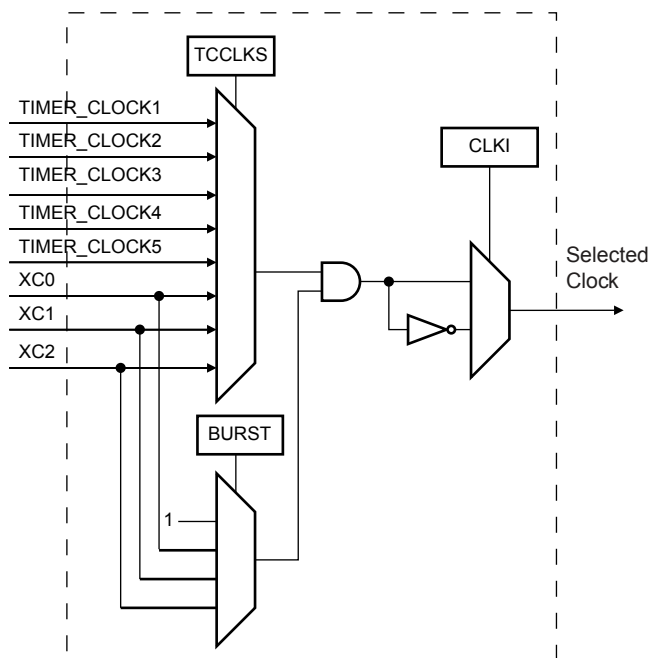 TCCLKS
TIMER_CLOCK1
TIMER_CLOCK2
TIMER_CLOCK3
TIMER_CLOCK4
TIMER_CLOCK5
XC0
XC1
XC2
CLKI
Selected
Clock
BURST
1